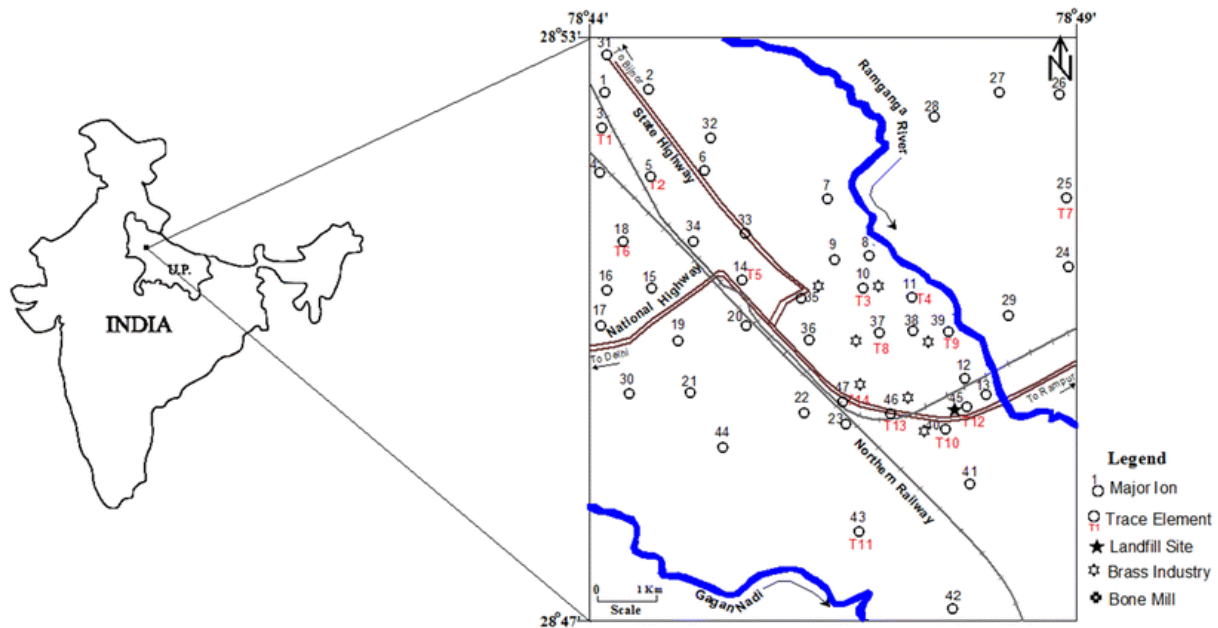 78°44'
78°49'
28°53'
31
To Bijnor
1
2
27
26
Ramganga River
28
State Highway
3
T1
32
4
5
T2
6
7
25
T7
18
T6
34
33
9
8
24
U.P.
INDIA
16
15
14
T5
10
T3
11
T4
National Highway
35
29
17
19
20
36
37
T8
38
39
T9
To Delhi
12
30
21
13
To Rampur
22
47
T14
46
T13
45
T12
23
40
T10
44
Northern Railway
41
43
T11
Gagan Nadi
42
0 1 Km
Scale
28°47'
Legend
1
Major Ion
Trace Element
T1
Landfill Site
Brass Industry
Bone Mill
N